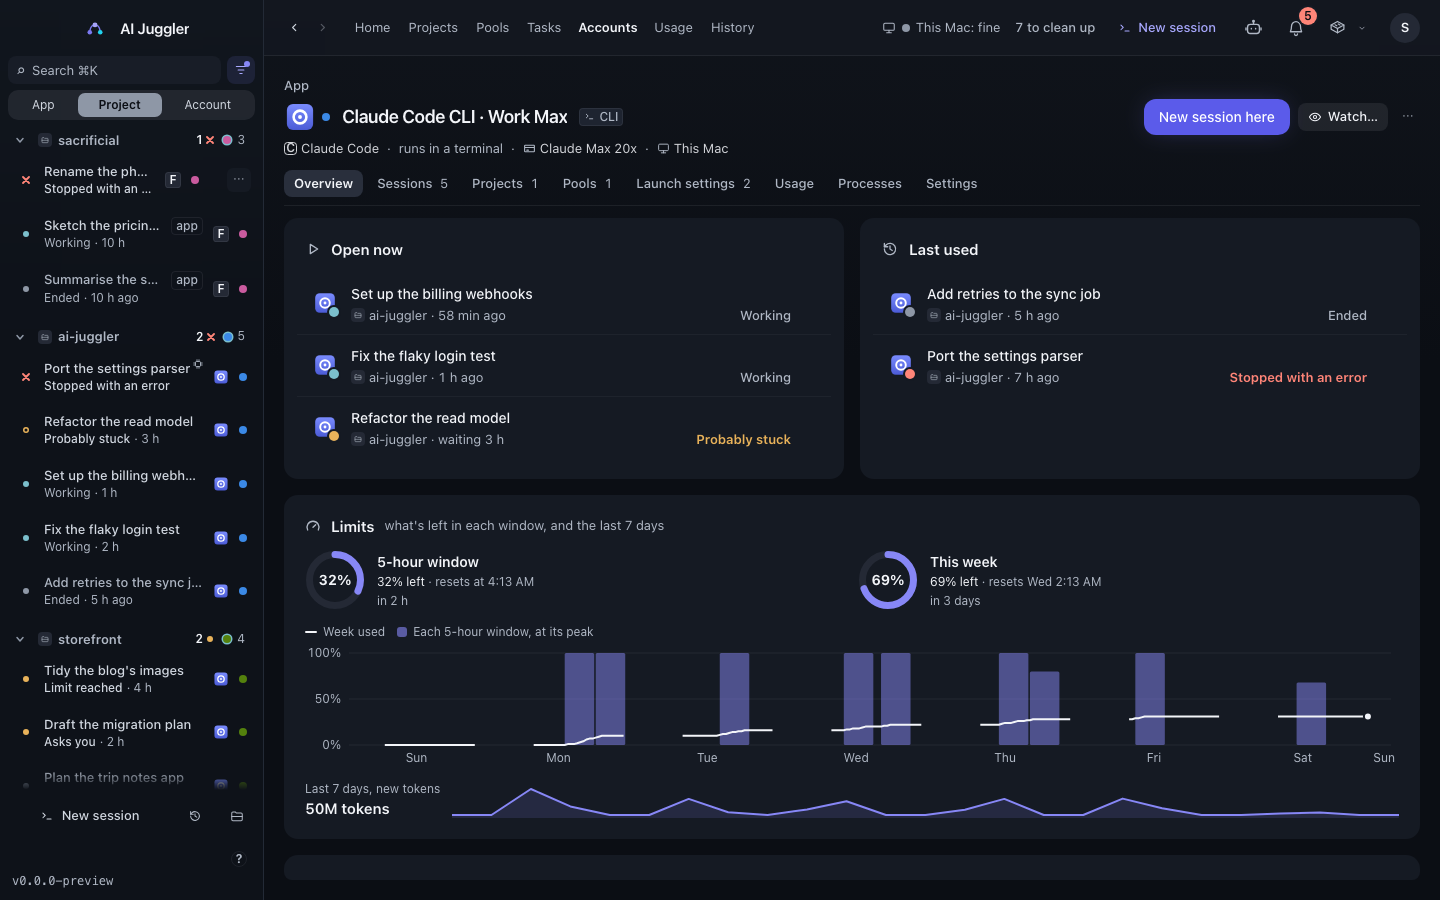 AI Juggler
Search ⌘K
App Project Account
sacrificial 1 3
Rename the ph... F
Stopped with an ...
Sketch the pricin... app F
Working · 10 h
Summarise the s... app F
Ended · 10 h ago
ai-juggler 2 5
Port the settings parser
Stopped with an error
Refactor the read model
Probably stuck · 3 h
Set up the billing webh...
Working · 1 h
Fix the flaky login test
Working · 2 h
Add retries to the sync j...
Ended · 5 h ago
storefront 2 4
Tidy the blog's images
Limit reached · 4 h
Draft the migration plan
Asks you · 2 h
Plan the trip notes app
New session
?
v0.0.0-preview
Home Projects Pools Tasks Accounts Usage History
This Mac: fine 7 to clean up New session 5 S
App
Claude Code CLI · Work Max CLI
New session here Watch... ...
Claude Code · runs in a terminal · Claude Max 20x · This Mac
Overview Sessions 5 Projects 1 Pools 1 Launch settings 2 Usage Processes Settings
Open now
Set up the billing webhooks
ai-juggler · 58 min ago Working
Fix the flaky login test
ai-juggler · 1 h ago Working
Refactor the read model
ai-juggler · waiting 3 h Probably stuck
Last used
Add retries to the sync job
ai-juggler · 5 h ago Ended
Port the settings parser
ai-juggler · 7 h ago Stopped with an error
Limits what's left in each window, and the last 7 days
32%
5-hour window
32% left · resets at 4:13 AM
in 2 h
69%
This week
69% left · resets Wed 2:13 AM
in 3 days
Week used Each 5-hour window, at its peak
100%
50%
0%
Sun Mon Tue Wed Thu Fri Sat Sun
Last 7 days, new tokens
50M tokens